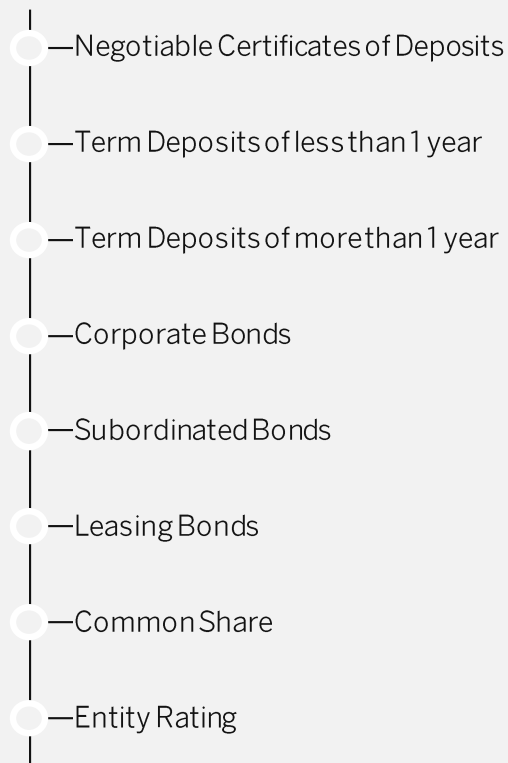 Negotiable Certificates of Deposits
Term Deposits of less than 1 year
Term Deposits of more than 1 year
Corporate Bonds
Subordinated Bonds
Leasing Bonds
Common Share
Entity Rating